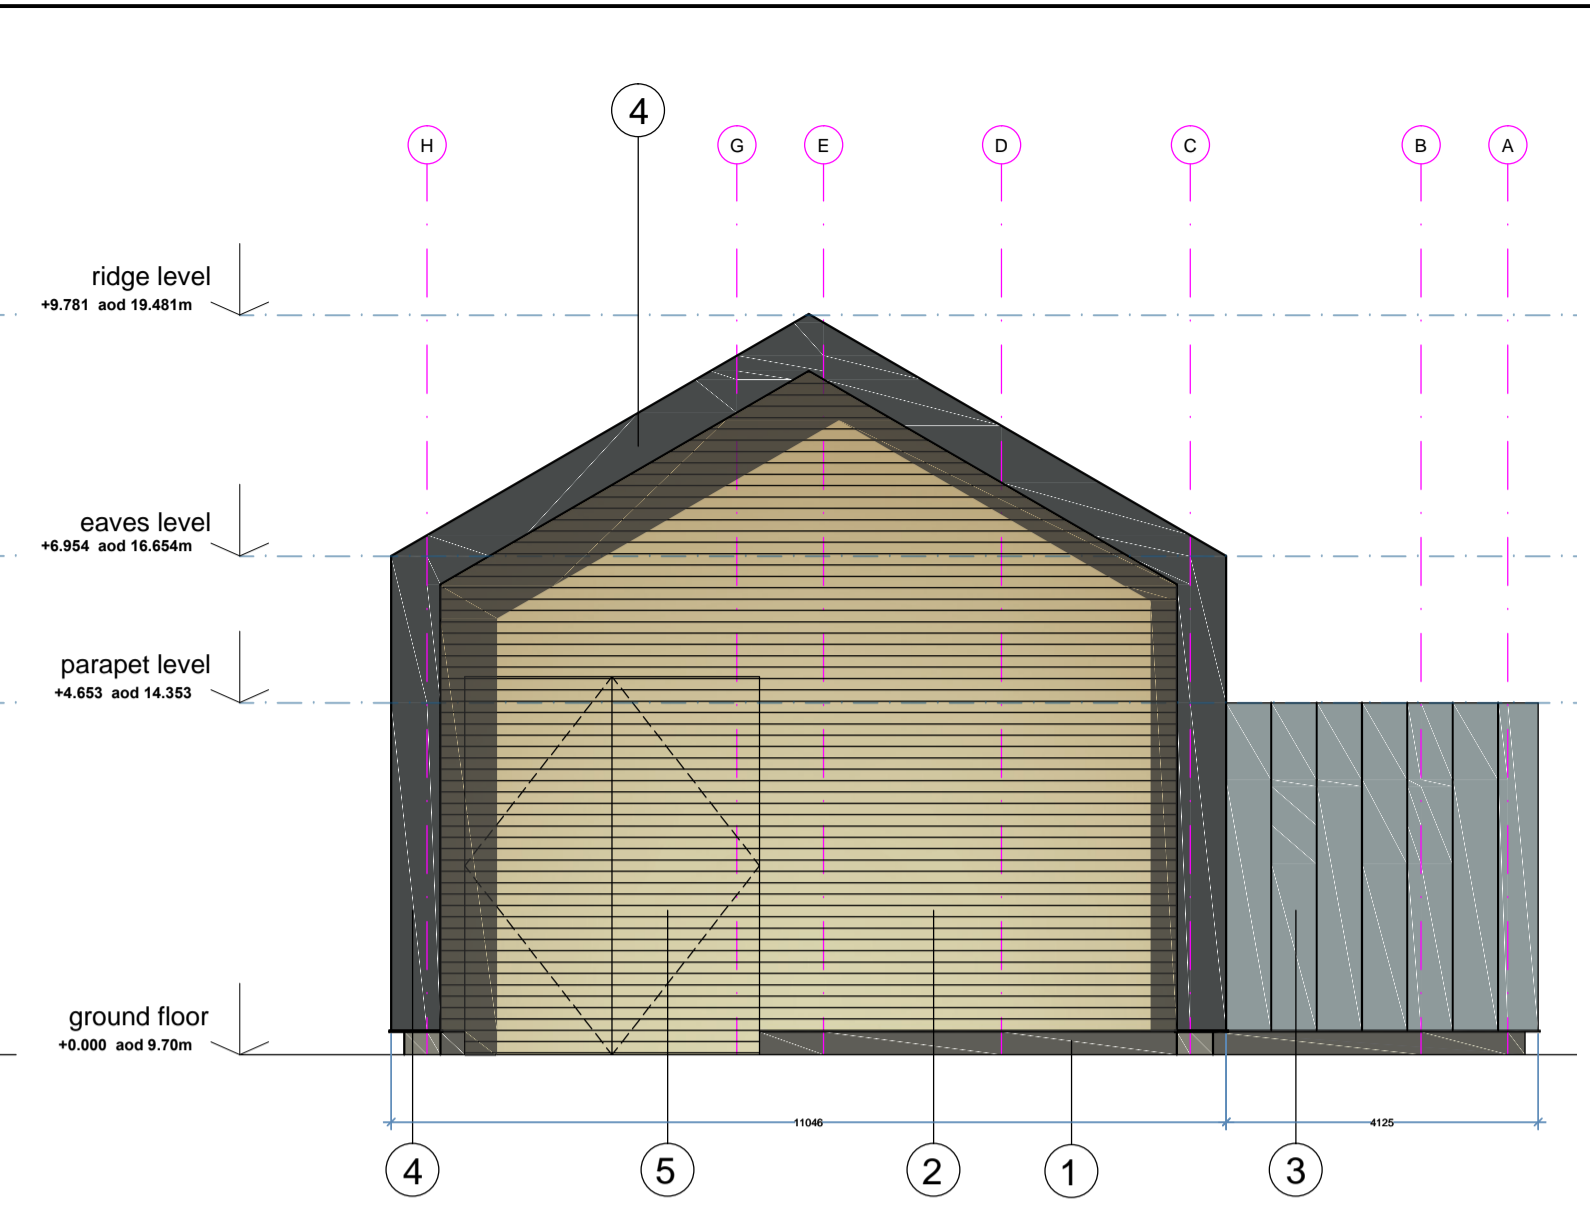 4
H G E D C B A
ridge level
+9.781 aod 19.481m
eaves level
+6.954 aod 16.654m
parapet level
+4.653 aod 14.353
ground floor
+0.000 aod 9.70m
11046 4125
4 5 2 1 3